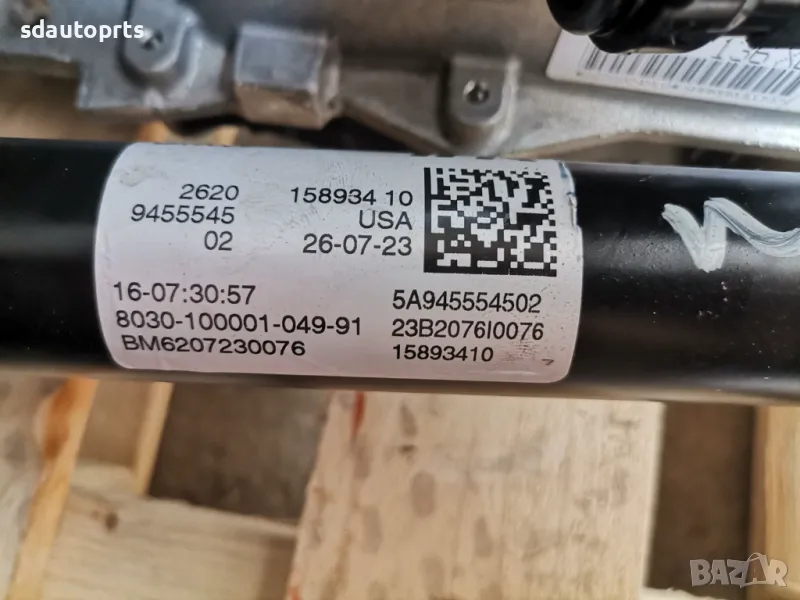 sdautoprts
136
2620 158934 10
9455545 USA
02 26-07-23
16-07:30:57 5A945554502
8030-100001-049-91 23B2076I0076
BM6207230076 15893410
BAZAR